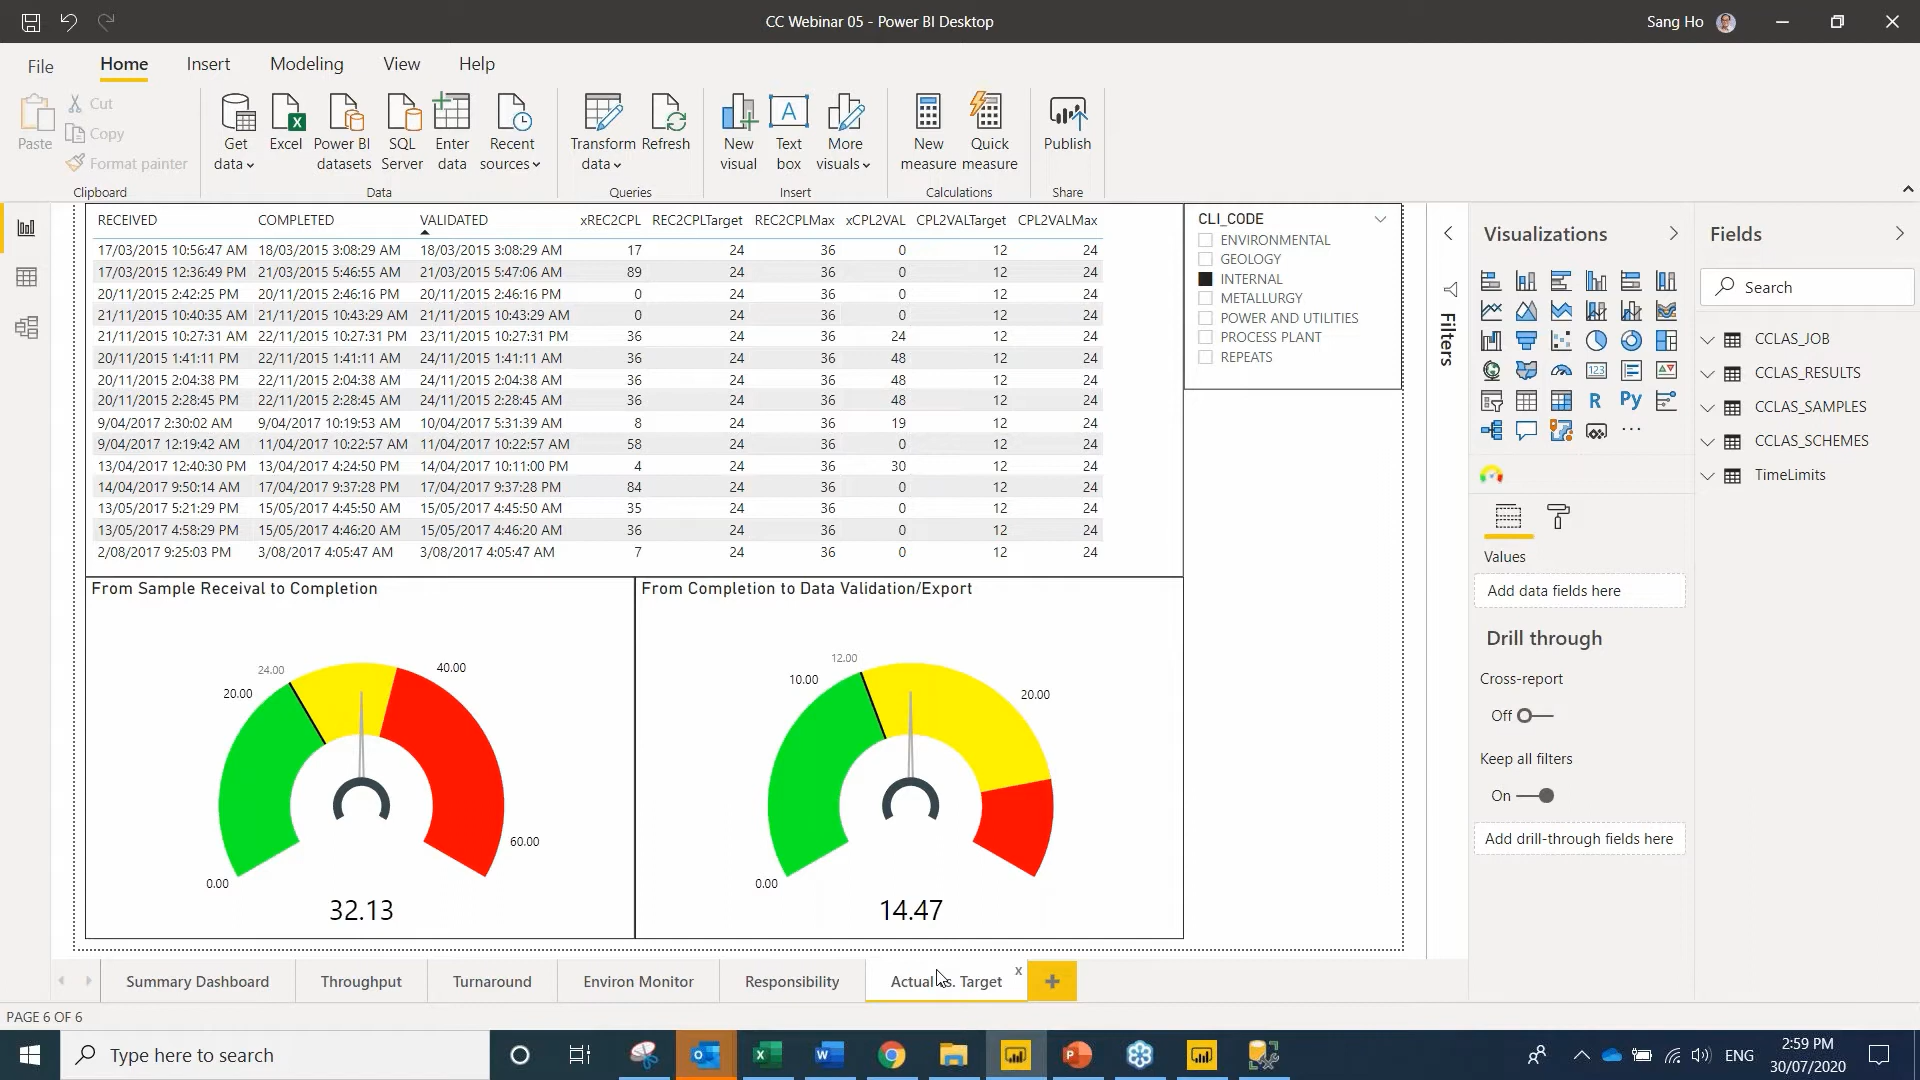 CC Webinar 05 - Power BI Desktop
Sang Ho
File
Home
Insert
Modeling
View
Help
Paste
Cut
Copy
Format painter
Clipboard
Get data
Excel
Power BI datasets
SQL Server
Enter data
Recent sources
Data
Transform data
Refresh
Queries
New visual
Text box
More visuals
Insert
New measure
Quick measure
Calculations
Publish
Share
RECEIVED COMPLETED VALIDATED xREC2CPL REC2CPLTarget REC2CPLMax xCPL2VAL CPL2VALTarget CPL2VALMax
17/03/2015 10:56:47 AM 18/03/2015 3:08:29 AM 18/03/2015 3:08:29 AM 17 24 36 0 12 24
17/03/2015 12:36:49 PM 21/03/2015 5:46:55 AM 21/03/2015 5:47:06 AM 89 24 36 0 12 24
20/11/2015 2:42:25 PM 20/11/2015 2:46:16 PM 20/11/2015 2:46:16 PM 0 24 36 0 12 24
21/11/2015 10:40:35 AM 21/11/2015 10:43:29 AM 21/11/2015 10:43:29 AM 0 24 36 0 12 24
21/11/2015 10:27:31 AM 22/11/2015 10:27:31 PM 23/11/2015 10:27:31 PM 36 24 36 24 12 24
20/11/2015 1:41:11 PM 22/11/2015 1:41:11 AM 24/11/2015 1:41:11 AM 36 24 36 48 12 24
20/11/2015 2:04:38 PM 22/11/2015 2:04:38 AM 24/11/2015 2:04:38 AM 36 24 36 48 12 24
20/11/2015 2:28:45 PM 22/11/2015 2:28:45 AM 24/11/2015 2:28:45 AM 36 24 36 48 12 24
9/04/2017 2:30:02 AM 9/04/2017 10:19:53 AM 10/04/2017 5:31:39 AM 8 24 36 19 12 24
9/04/2017 12:19:42 AM 11/04/2017 10:22:57 AM 11/04/2017 10:22:57 AM 58 24 36 0 12 24
13/04/2017 12:40:30 PM 13/04/2017 4:24:50 PM 14/04/2017 10:11:00 PM 4 24 36 30 12 24
14/04/2017 9:50:14 AM 17/04/2017 9:37:28 PM 17/04/2017 9:37:28 PM 84 24 36 0 12 24
13/05/2017 5:21:29 PM 15/05/2017 4:45:50 AM 15/05/2017 4:45:50 AM 35 24 36 0 12 24
13/05/2017 4:58:29 PM 15/05/2017 4:46:20 AM 15/05/2017 4:46:20 AM 36 24 36 0 12 24
2/08/2017 9:25:03 PM 3/08/2017 4:05:47 AM 3/08/2017 4:05:47 AM 7 24 36 0 12 24
CLI_CODE
ENVIRONMENTAL
GEOLOGY
INTERNAL
METALLURGY
POWER AND UTILITIES
PROCESS PLANT
REPEATS
From Sample Receival to Completion
0.00
20.00
24.00
40.00
60.00
32.13
From Completion to Data Validation/Export
0.00
10.00
12.00
20.00
14.47
Filters
Visualizations
123
R
Py
Values
Add data fields here
Drill through
Cross-report
Off
Keep all filters
On
Add drill-through fields here
Fields
Search
CCLAS_JOB
CCLAS_RESULTS
CCLAS_SAMPLES
CCLAS_SCHEMES
TimeLimits
Summary Dashboard
Throughput
Turnaround
Environ Monitor
Responsibility
Actual vs. Target
x
PAGE 6 OF 6
Type here to search
ENG
2:59 PM
30/07/2020